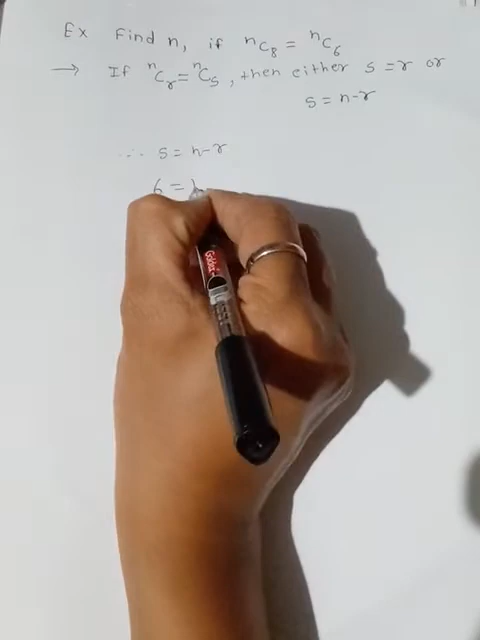 Ex Find n, if ⁿC₈ = ⁿC₆
→ If ⁿCᵣ = ⁿCₛ, then either s = r or
s = n-r
∴ s = n-r
6 =